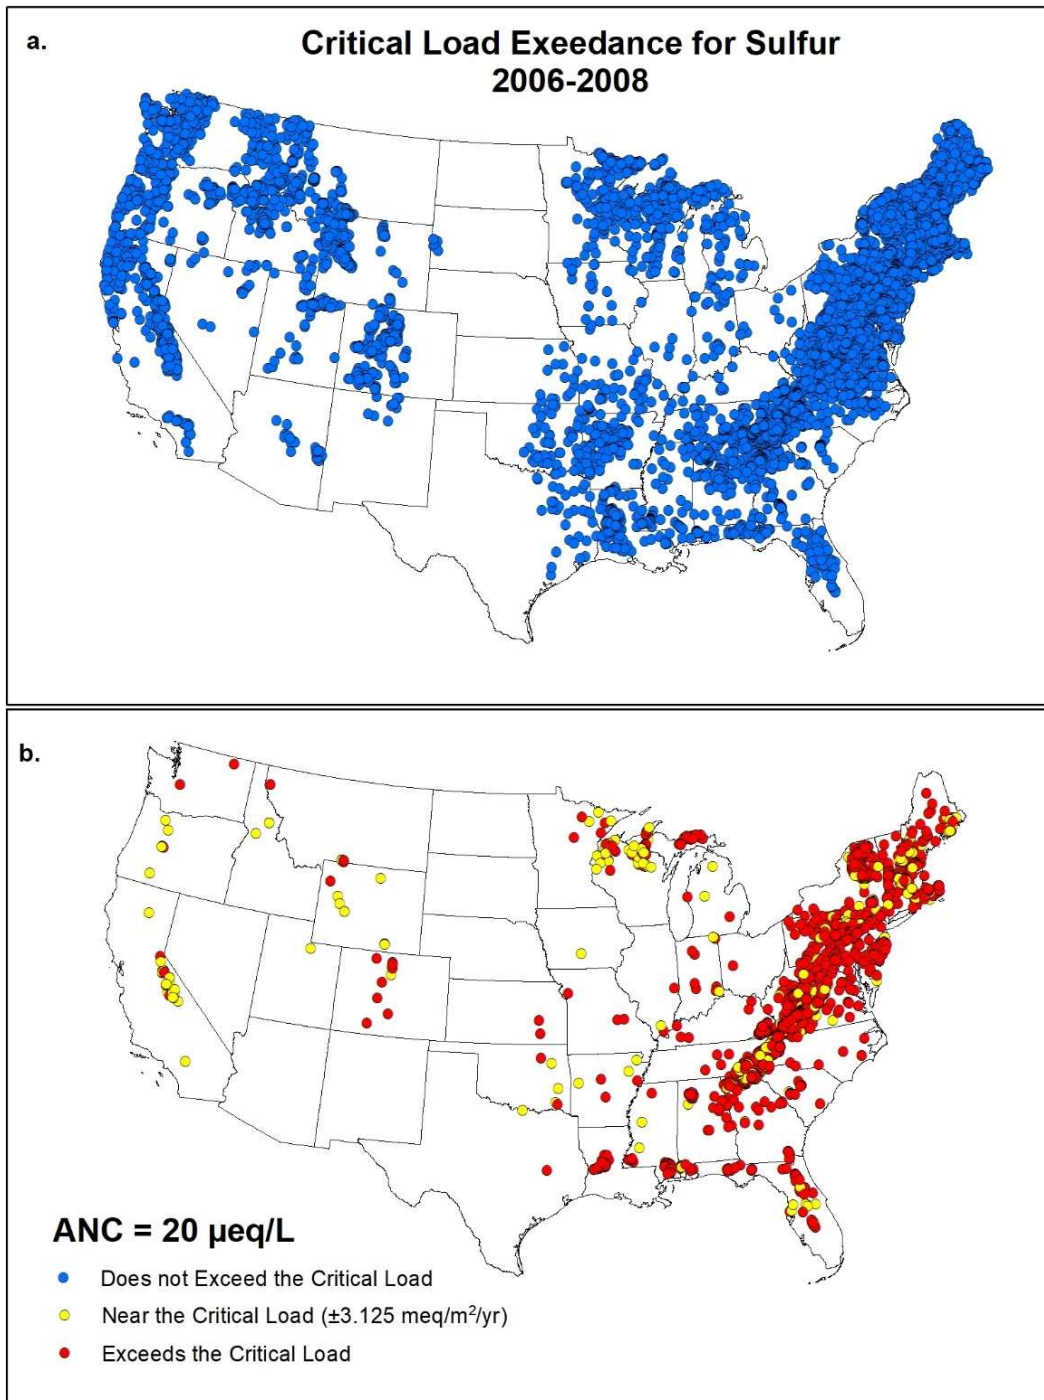 a.
Critical Load Exeedance for Sulfur
2006-2008
b.
ANC = 20 µeq/L
Does not Exceed the Critical Load
Near the Critical Load (±3.125 meq/m²/yr)
Exceeds the Critical Load